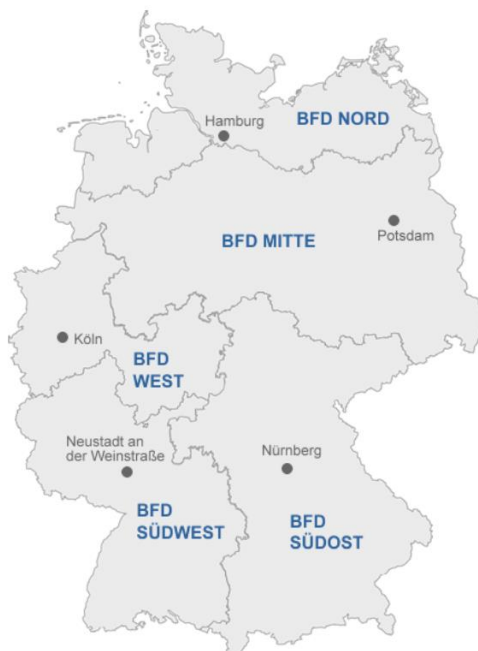 Hamburg
BFD NORD
BFD MITTE
Potsdam
Köln
BFD
WEST
Neustadt an
der Weinstraße
Nürnberg
BFD
SÜDWEST
BFD
SÜDOST